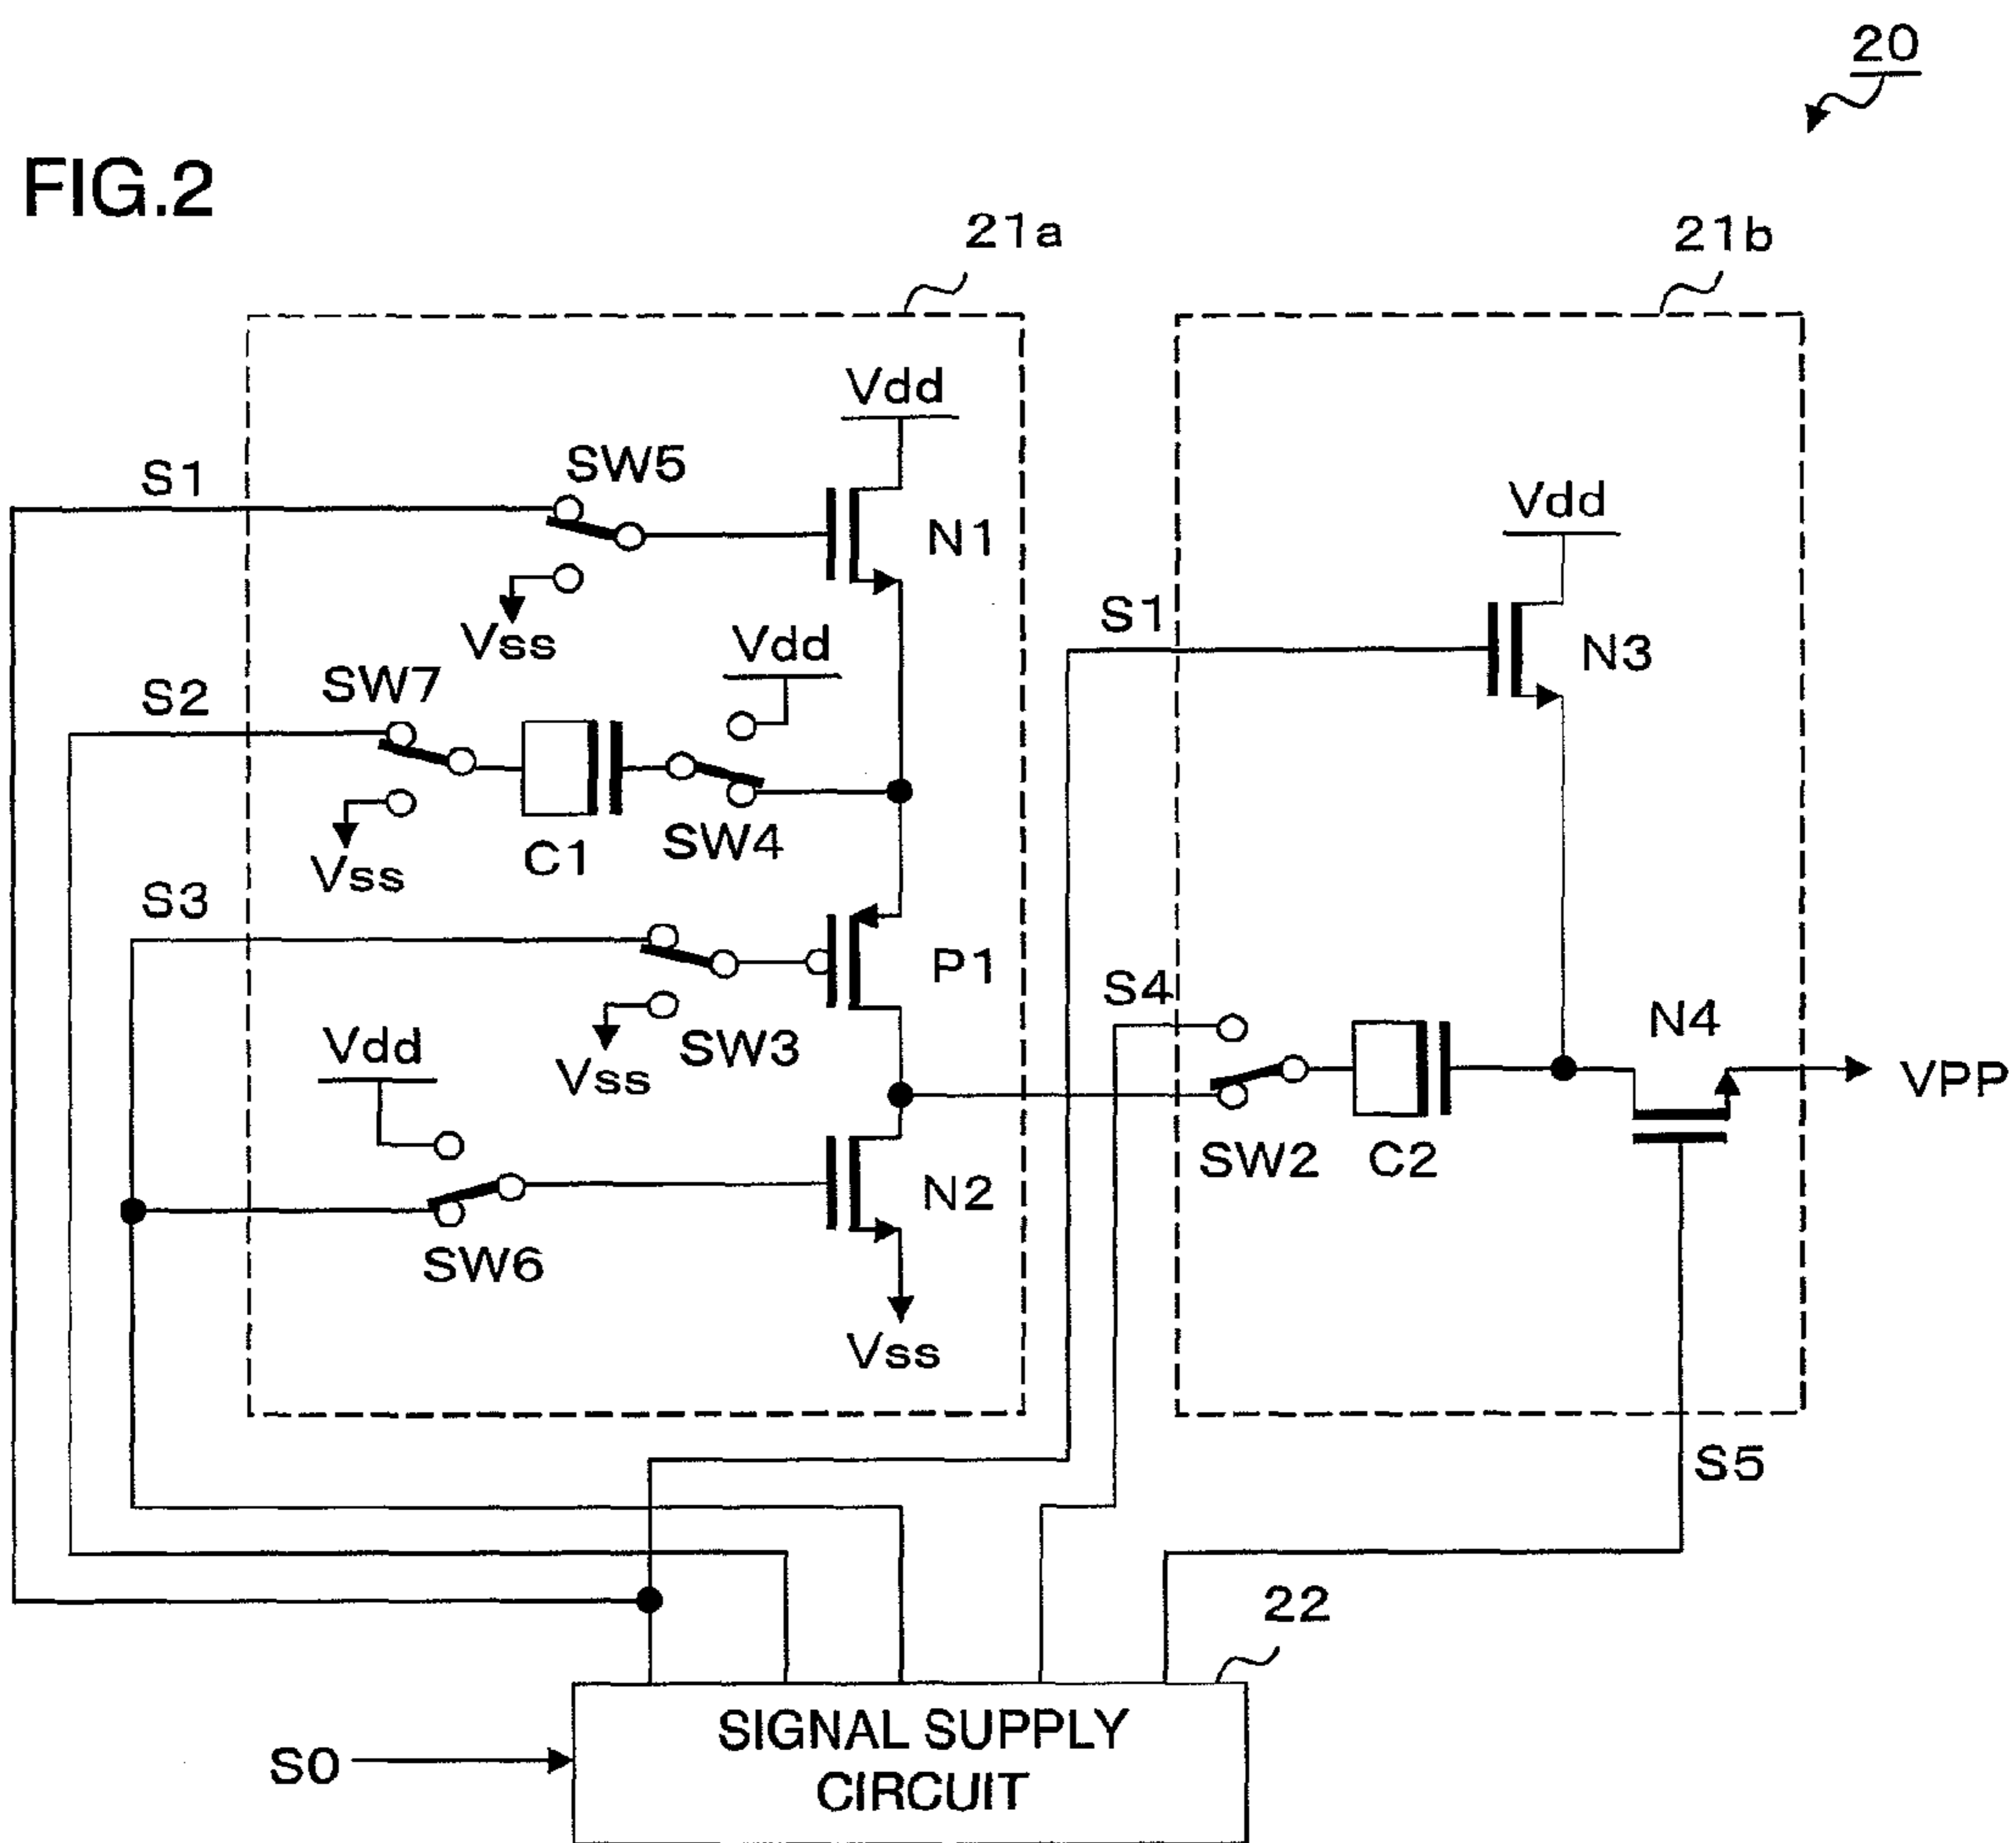 20
FIG.2
21a
21b
Vdd
SW5
S1
N1
Vdd
Vss
S1
N3
Vdd
SW7
S2
C1
SW4
Vss
S3
P1
S4
N4
Vdd
SW3
Vss
VPP
SW2
C2
N2
SW6
Vss
S5
22
SIGNAL SUPPLY
CIRCUIT
S0